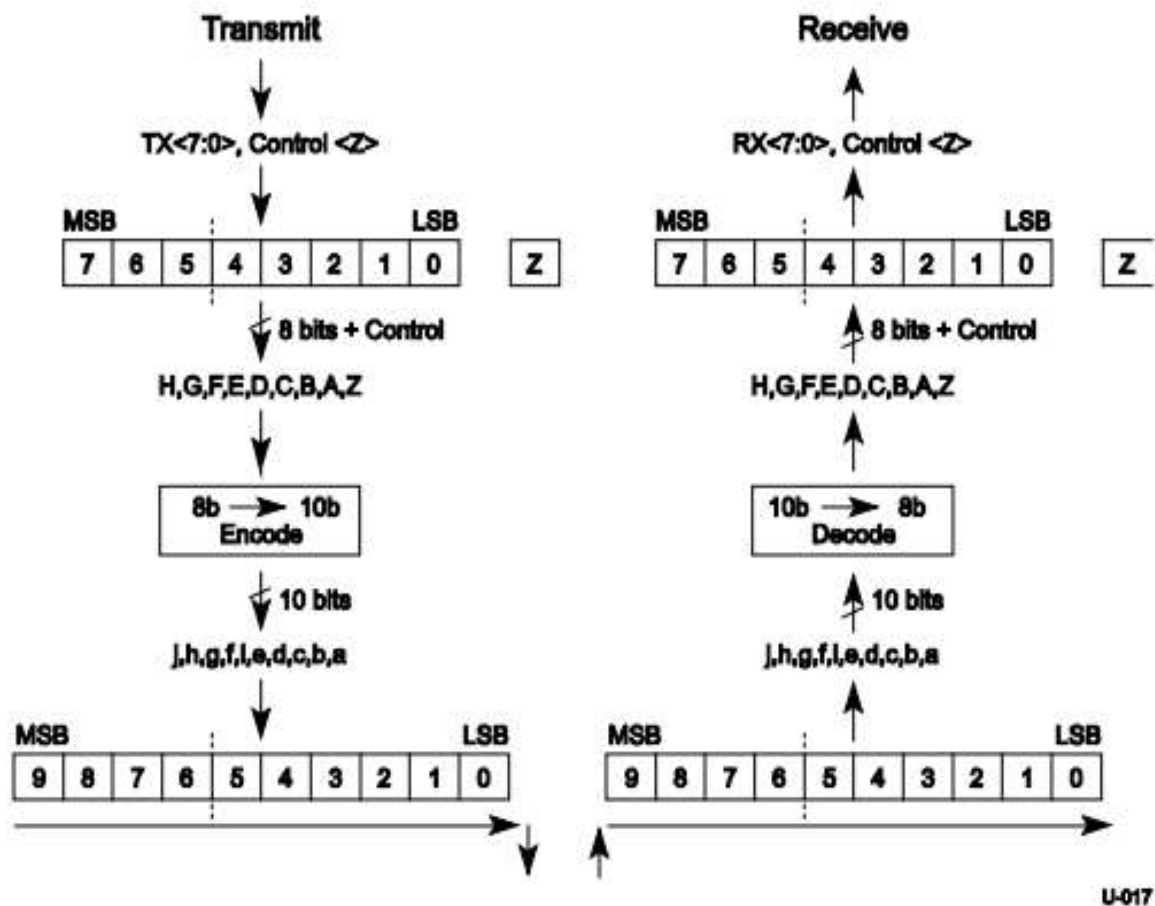 Transmit
Receive
TX<7:0>, Control <Z>
RX<7:0>, Control <Z>
MSB LSB
MSB LSB
7 6 5 4 3 2 1 0 Z
7 6 5 4 3 2 1 0 Z
8 bits + Control
8 bits + Control
H,G,F,E,D,C,B,A,Z
H,G,F,E,D,C,B,A,Z
8b 10b
Encode
10b 8b
Decode
10 bits
10 bits
j,h,g,f,i,e,d,c,b,a
j,h,g,f,i,e,d,c,b,a
MSB LSB
MSB LSB
9 8 7 6 5 4 3 2 1 0
9 8 7 6 5 4 3 2 1 0
U-017